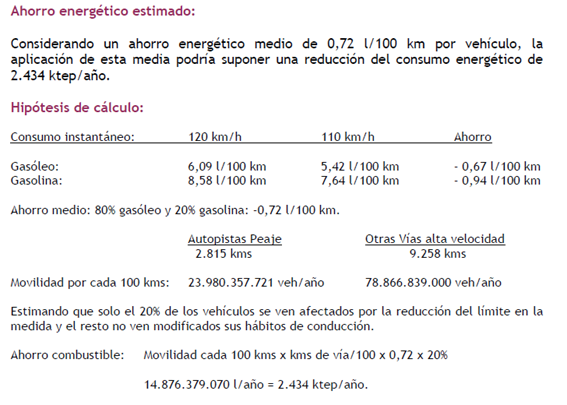 Ahorro energético estimado:
Considerando un ahorro energético medio de 0,72 l/100 km por vehículo, la
aplicación de esta media podría suponer una reducción del consumo energético de
2.434 ktep/año.
Hipótesis de cálculo:
Consumo instantáneo: 120 km/h 110 km/h Ahorro
Gasóleo: 6,09 l/100 km 5,42 l/100 km - 0,67 l/100 km
Gasolina: 8,58 l/100 km 7,64 l/100 km - 0,94 l/100 km
Ahorro medio: 80% gasóleo y 20% gasolina: -0,72 l/100 km.
Autopistas Peaje Otras Vías alta velocidad
2.815 kms 9.258 kms
Movilidad por cada 100 kms: 23.980.357.721 veh/año 78.866.839.000 veh/año
Estimando que solo el 20% de los vehículos se ven afectados por la reducción del límite en la
medida y el resto no ven modificados sus hábitos de conducción.
Ahorro combustible: Movilidad cada 100 kms x kms de vía/100 x 0,72 x 20%
14.876.379.070 l/año = 2.434 ktep/año.